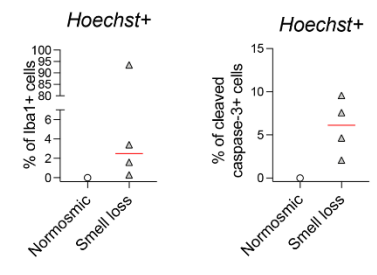 Hoechst+
% of Iba1+ cells
100
95
90
85
80
6
4
2
0
Normosmic
Smell loss
Hoechst+
% of cleaved
caspase-3+ cells
15
10
5
0
Normosmic
Smell loss